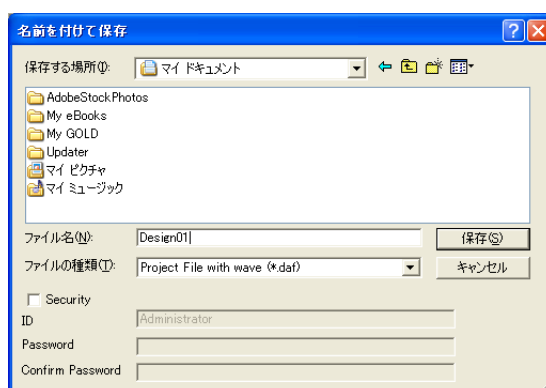 名前を付けて保存
保存する場所(I): マイ ドキュメント
AdobeStockPhotos
My eBooks
My GOLD
Updater
マイ ピクチャ
マイ ミュージック
ファイル名(N): Design01 保存(S)
ファイルの種類(T): Project File with wave (*.daf) キャンセル
Security
ID Administrator
Password
Confirm Password